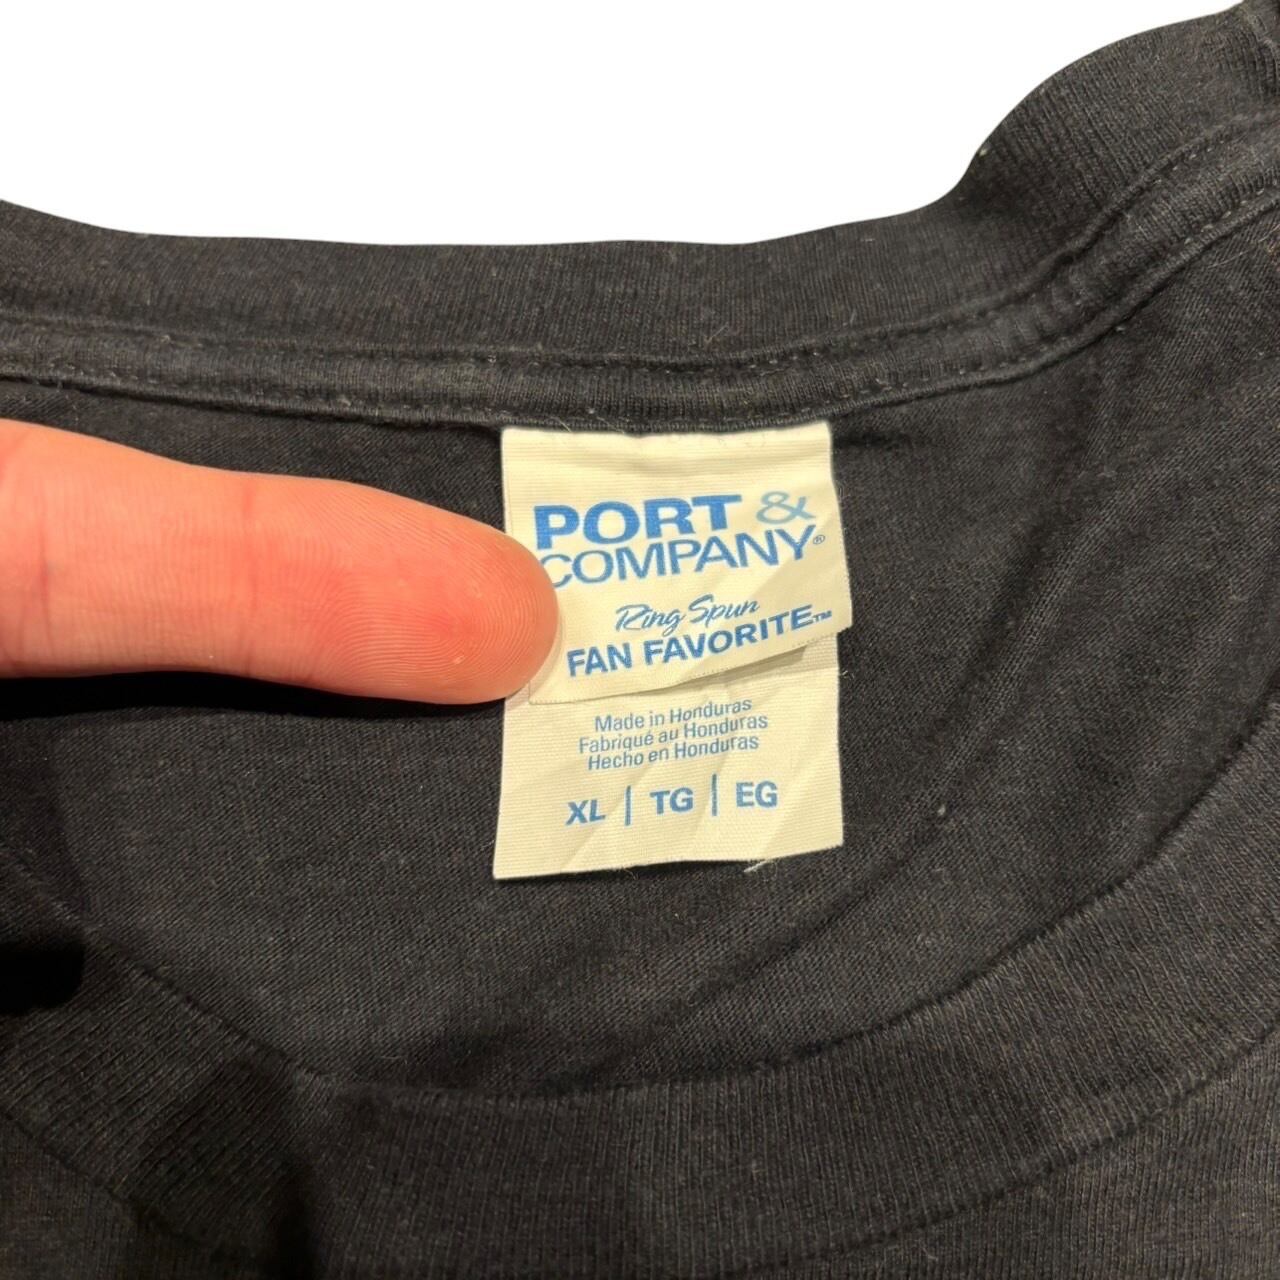 PORT &
COMPANY®
Ring Spun
FAN FAVORITE™
Made in Honduras
Fabriqué au Honduras
Hecho en Honduras
XL | TG | EG